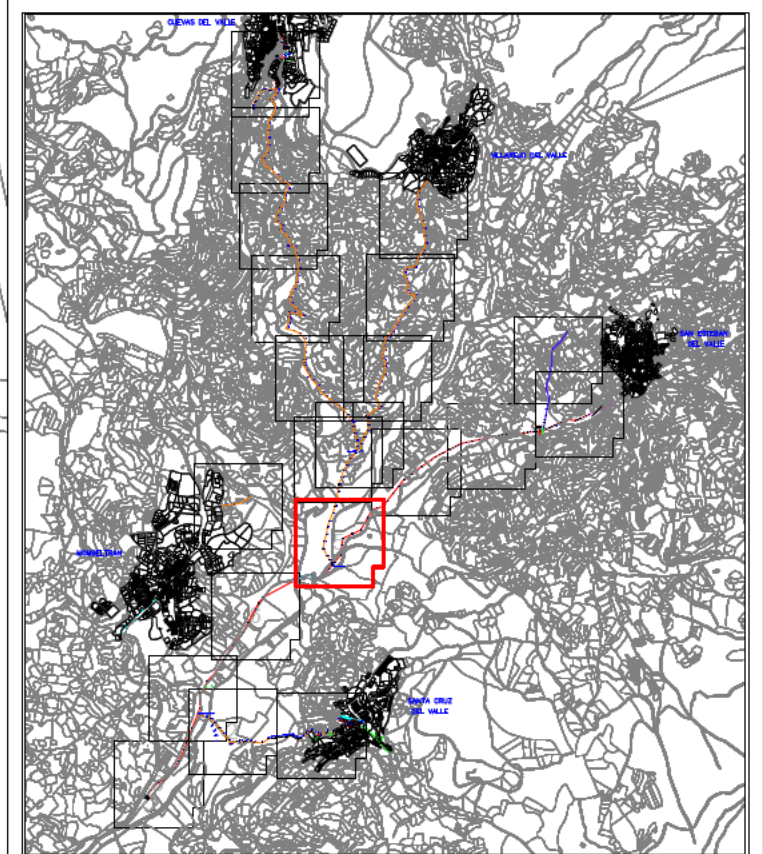 CUEVAS DEL VALLE
VILLAREJO DEL VALLE
SAN ESTEBAN
DEL VALLE
MOMBELTRAN
SANTA CRUZ
DEL VALLE